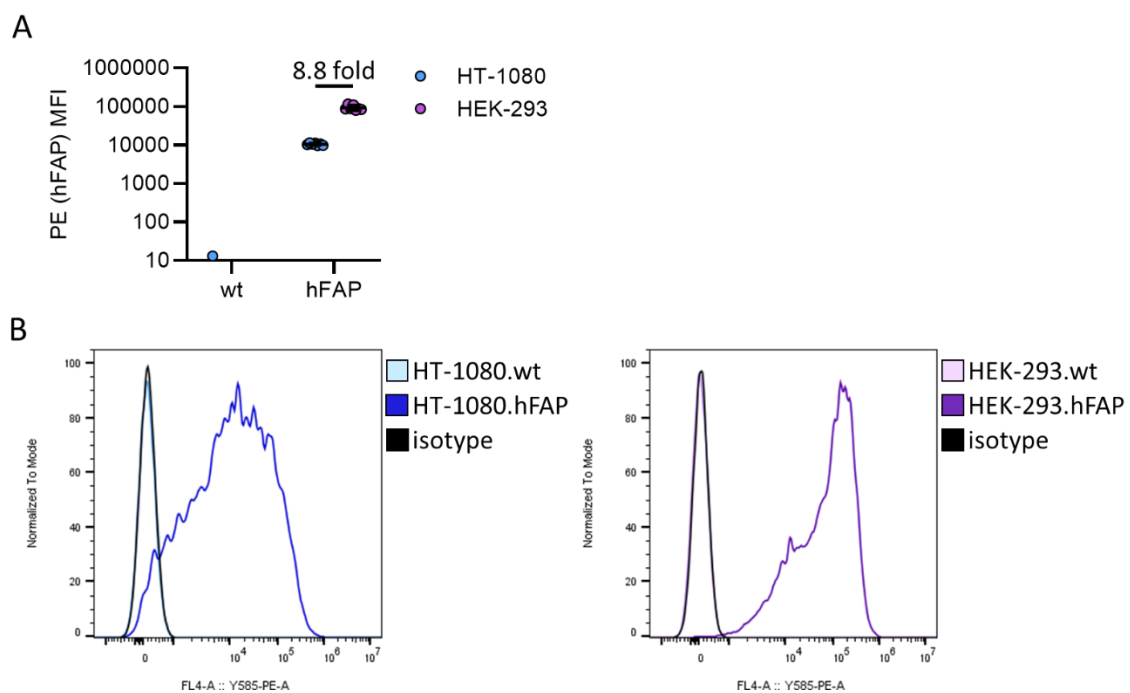 A
PE (hFAP) MFI
1000000
100000
10000
1000
100
10
8.8 fold
HT-1080
HEK-293
wt
hFAP
B
Normalized To Mode
100
80
60
40
20
0
0
10^4
10^5
10^6
10^7
FL4-A :: Y585-PE-A
HT-1080.wt
HT-1080.hFAP
isotype
Normalized To Mode
100
80
60
40
20
0
0
10^4
10^5
10^6
10^7
FL4-A :: Y585-PE-A
HEK-293.wt
HEK-293.hFAP
isotype